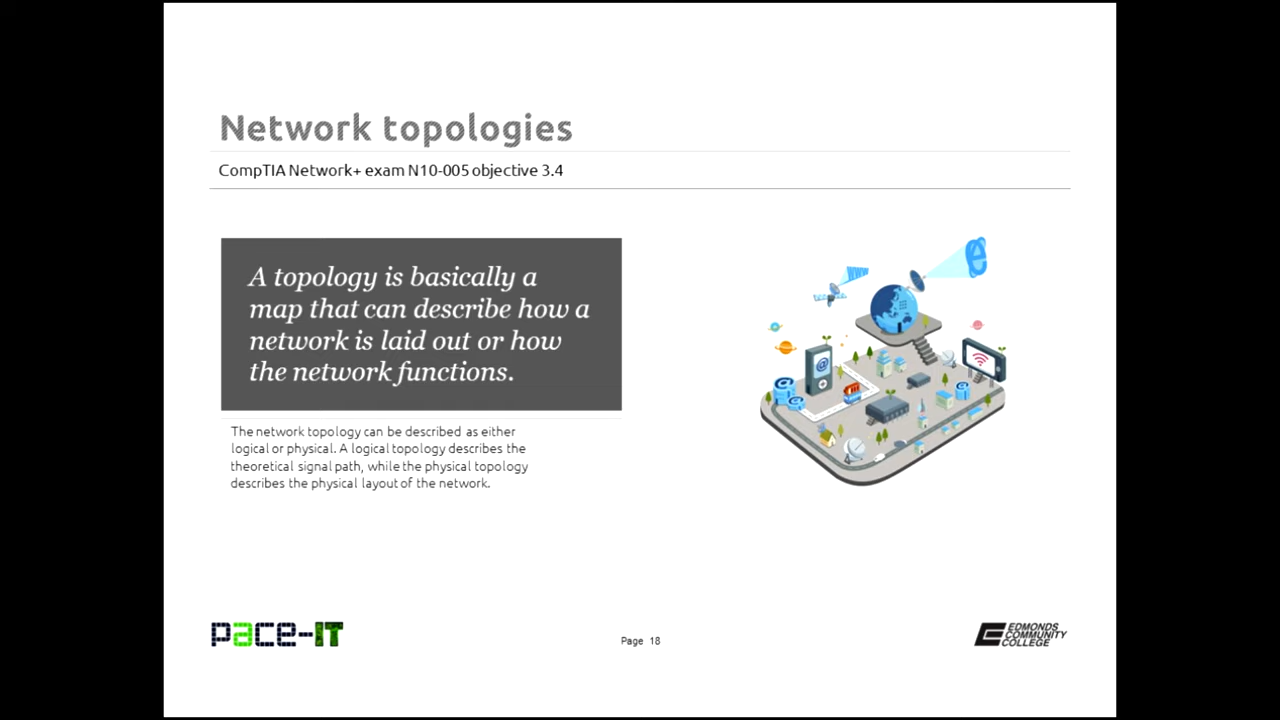 Network topologies
CompTIA Network+ exam N10-005 objective 3.4
A topology is basically a
map that can describe how a
network is laid out or how
the network functions.
The network topology can be described as either
logical or physical. A logical topology describes the
theoretical signal path, while the physical topology
describes the physical layout of the network.
WWW
e
@
@
@
@
pace-IT
Page 18
EDMONDS
COMMUNITY
COLLEGE